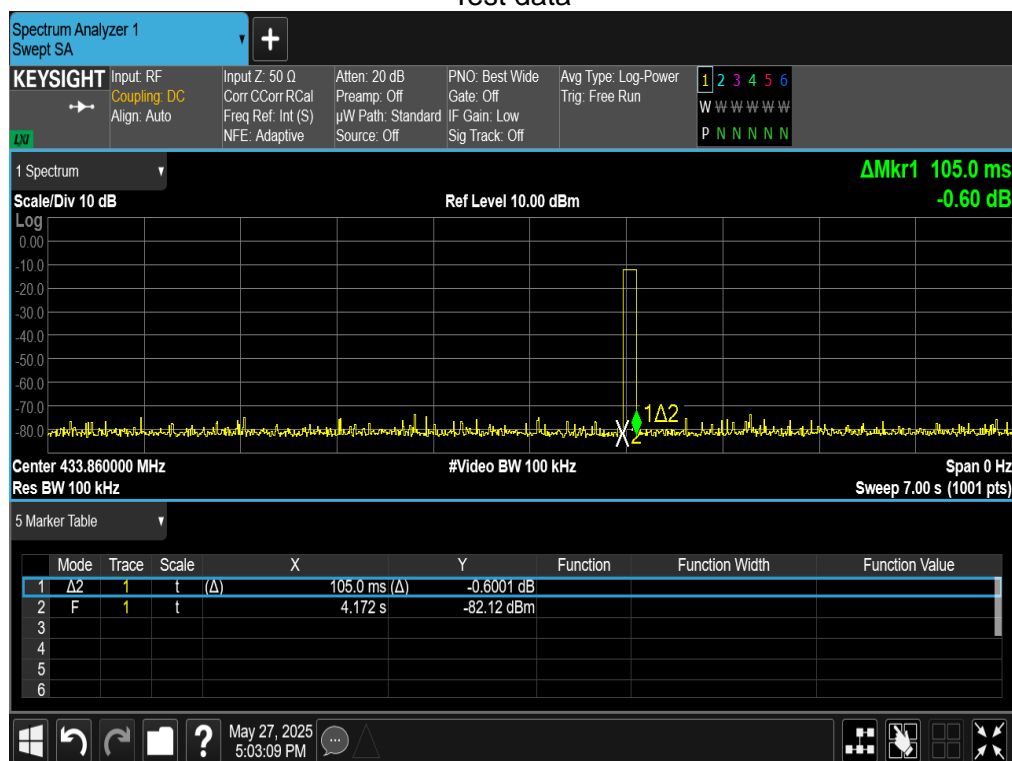 Test data
Spectrum Analyzer 1
Swept SA
+
KEYSIGHT
Input: RF
Coupling: DC
Align: Auto
LXI
Input Z: 50 Ω
Corr CCorr RCal
Freq Ref: Int (S)
NFE: Adaptive
Atten: 20 dB
Preamp: Off
µW Path: Standard
Source: Off
PNO: Best Wide
Gate: Off
IF Gain: Low
Sig Track: Off
Avg Type: Log-Power
Trig: Free Run
1 2 3 4 5 6
W W W W W W
P N N N N N
1 Spectrum
ΔMkr1 105.0 ms
-0.60 dB
Scale/Div 10 dB
Ref Level 10.00 dBm
Log
0.00
-10.0
-20.0
-30.0
-40.0
-50.0
-60.0
-70.0
-80.0
1Δ2
2
Center 433.860000 MHz
#Video BW 100 kHz
Span 0 Hz
Res BW 100 kHz
Sweep 7.00 s (1001 pts)
5 Marker Table
Mode Trace Scale X Y Function Function Width Function Value
1 Δ2 1 t (Δ) 105.0 ms (Δ) -0.6001 dB
2 F 1 t 4.172 s -82.12 dBm
3
4
5
6
?
May 27, 2025
5:03:09 PM